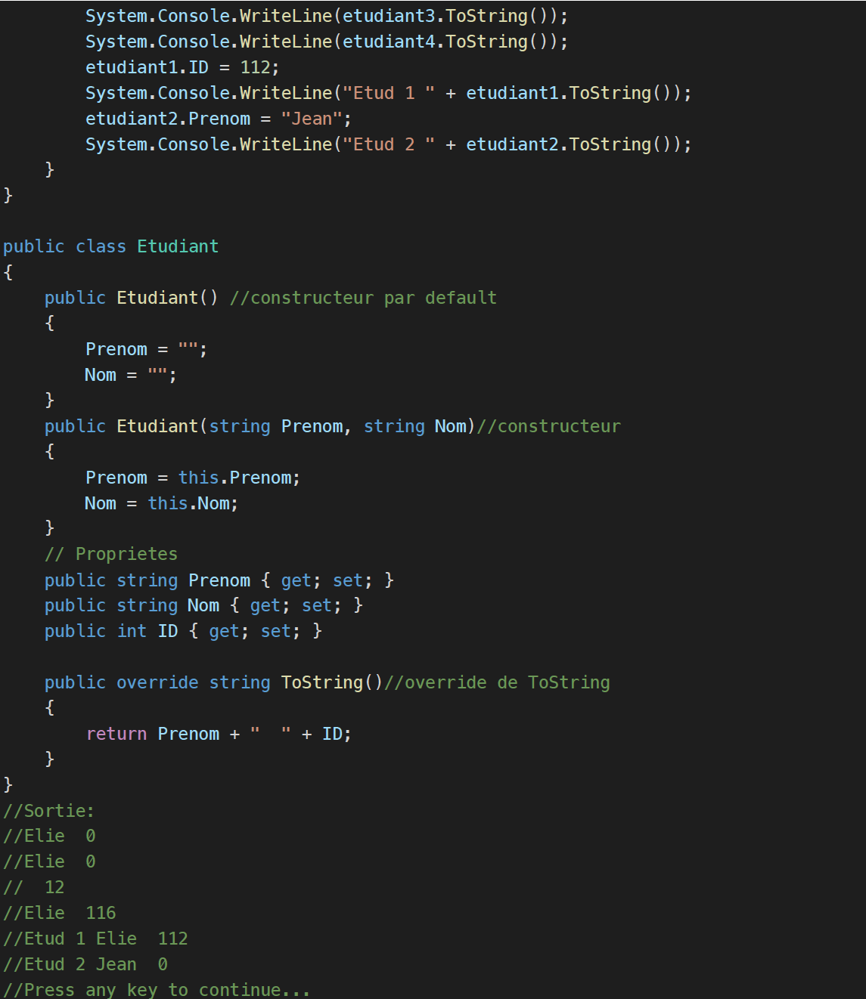 System.Console.WriteLine(etudiant3.ToString());
        System.Console.WriteLine(etudiant4.ToString());
        etudiant1.ID = 112;
        System.Console.WriteLine("Etud 1 " + etudiant1.ToString());
        etudiant2.Prenom = "Jean";
        System.Console.WriteLine("Etud 2 " + etudiant2.ToString());
    }
}

public class Etudiant
{
    public Etudiant() //constructeur par default
    {
        Prenom = "";
        Nom = "";
    }
    public Etudiant(string Prenom, string Nom)//constructeur
    {
        Prenom = this.Prenom;
        Nom = this.Nom;
    }
    // Proprietes
    public string Prenom { get; set; }
    public string Nom { get; set; }
    public int ID { get; set; }

    public override string ToString()//override de ToString
    {
        return Prenom + "  " + ID;
    }
}
//Sortie:
//Elie  0
//Elie  0
//  12
//Elie  116
//Etud 1 Elie  112
//Etud 2 Jean  0
//Press any key to continue...